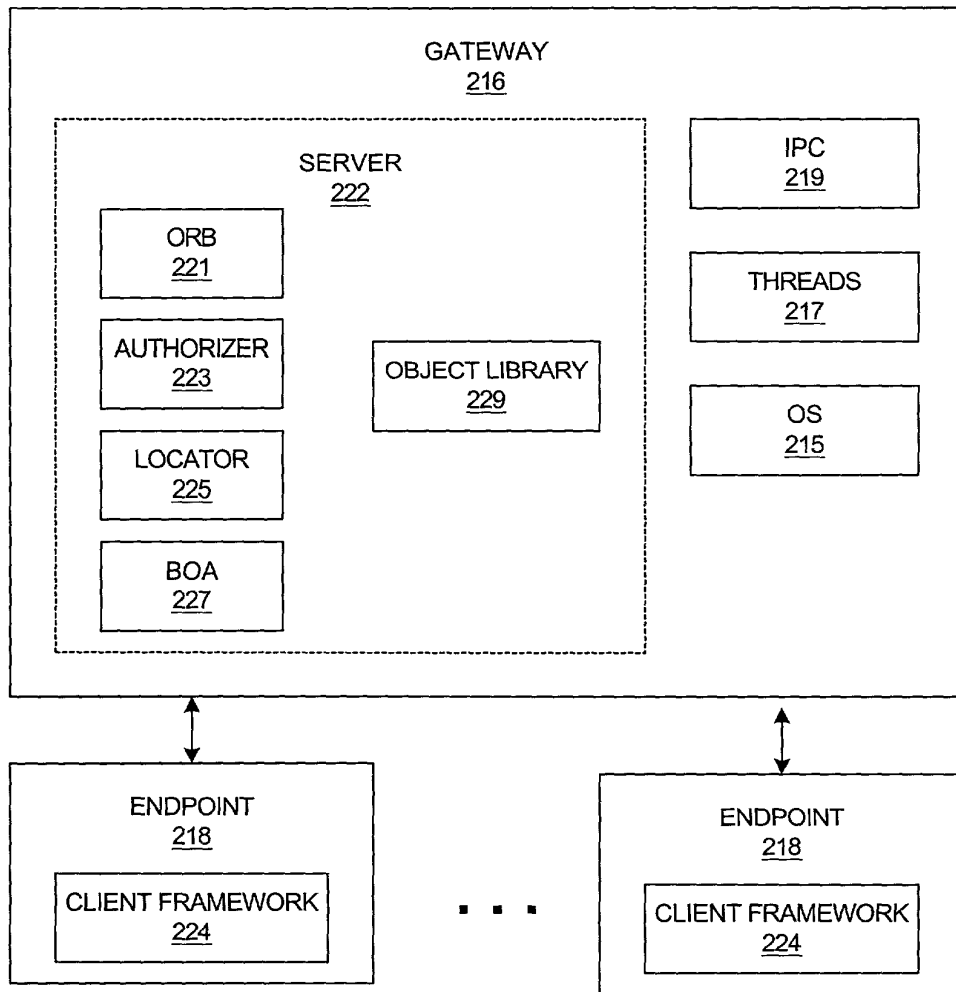 GATEWAY
216
SERVER
222
ORB
221
AUTHORIZER
223
LOCATOR
225
BOA
227
OBJECT LIBRARY
229
IPC
219
THREADS
217
OS
215
ENDPOINT
218
CLIENT FRAMEWORK
224
ENDPOINT
218
CLIENT FRAMEWORK
224